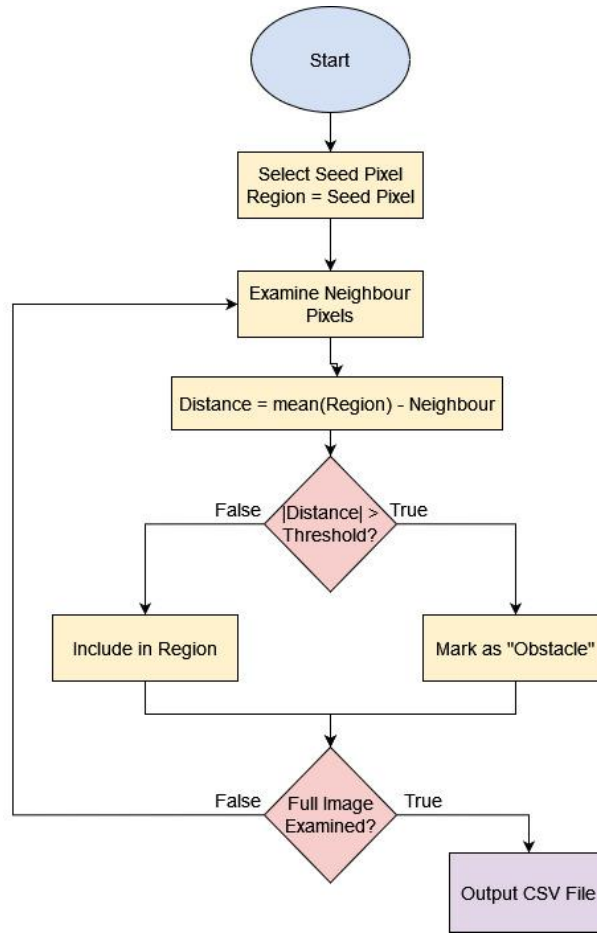 Start
Select Seed Pixel
Region = Seed Pixel
Examine Neighbour
Pixels
Distance = mean(Region) - Neighbour
False
|Distance| >
Threshold?
True
Include in Region
Mark as "Obstacle"
False
Full Image
Examined?
True
Output CSV File